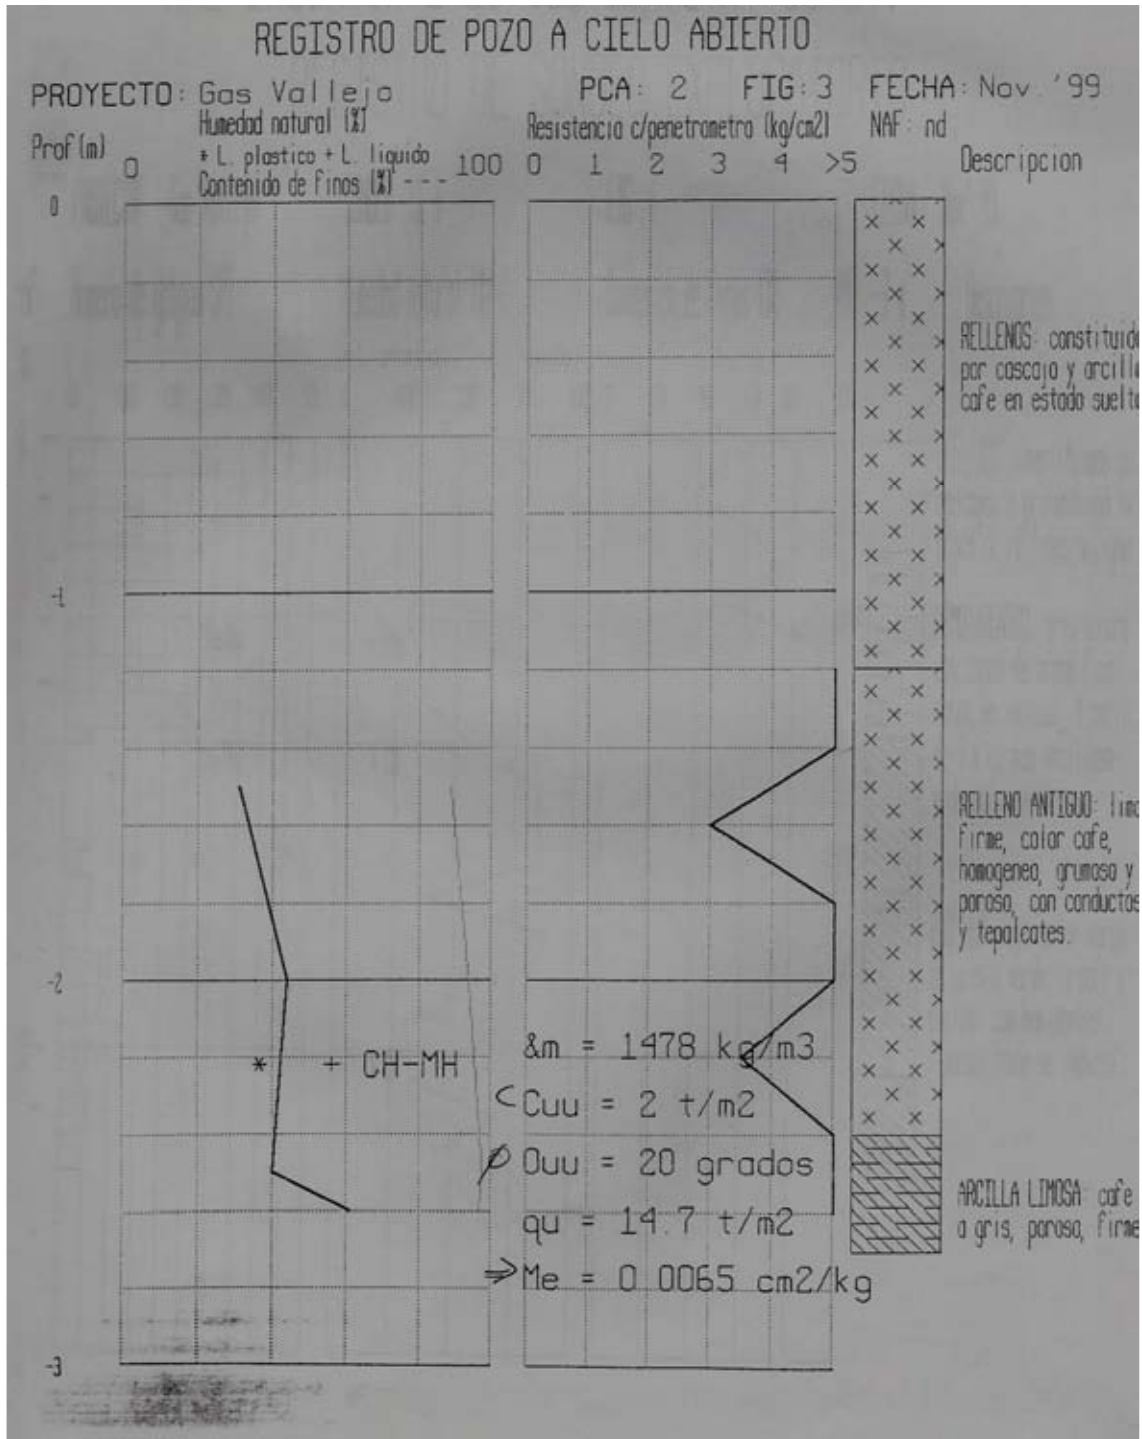 REGISTRO DE POZO A CIELO ABIERTO
PROYECTO: Gas Vallejo PCA: 2 FIG: 3 FECHA: Nov. '99
Humedad natural (%) Resistencia c/penetrometro (kg/cm2) NAF: nd
Prof (m) 0 * L. plastico + L. liquido 100 0 1 2 3 4 >5 Descripcion
Contenido de Finos (%) ---
0
RELLENOS: constituid
por cascajo y arcill
cafe en estado suelt
-1
RELLENO ANTIGUO: lim
firme, color cafe,
homogeneo, grumoso y
poroso, con conductos
y tepalcates.
-2
* + CH-MH
&m = 1478 kg/m3
C Cuu = 2 t/m2
φ Ouu = 20 grados
qu = 14.7 t/m2
⇒ Me = 0.0065 cm2/kg
ARCILLA LIMOSA: cafe
a gris, poroso, firme
-3